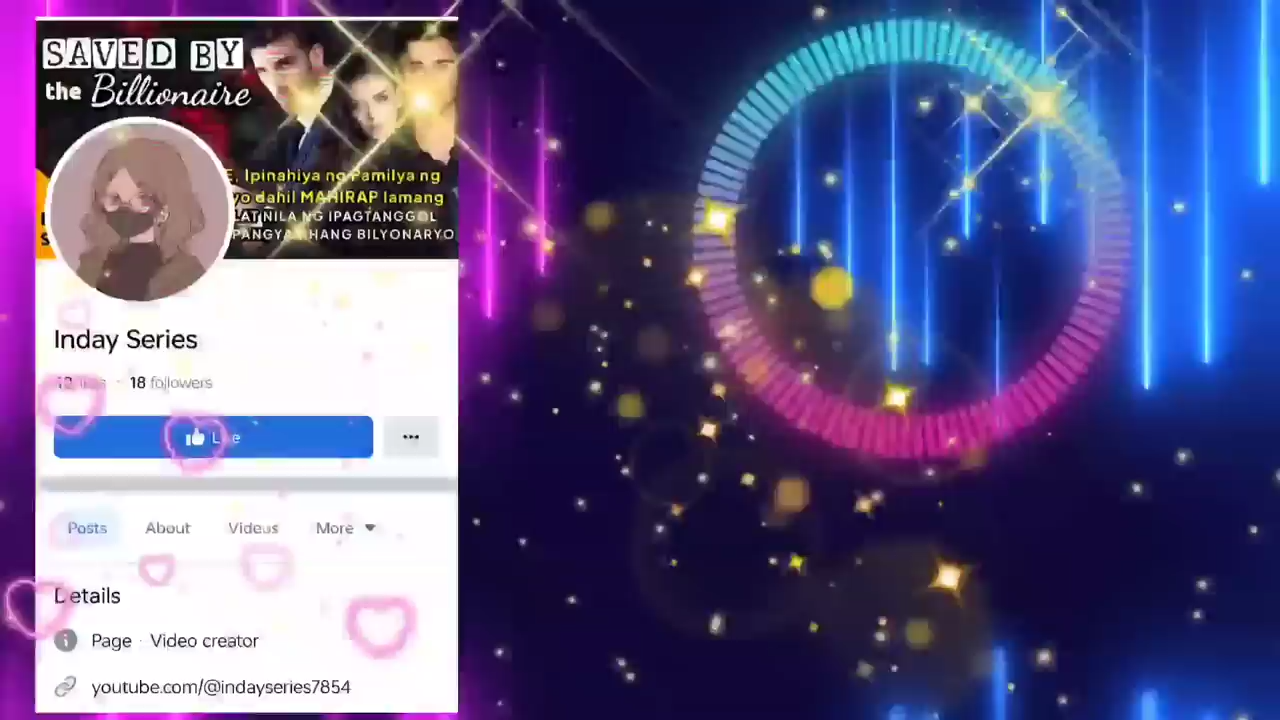 SAVED BY
the Billionaire
Ipinahiya ng Pamilya ng
dahil MAHIRAP lamang
NILA NG IPAGTANGGOL
BILYONARYO
Inday Series
18 followers
Like
Posts About Videos More
Details
Page · Video creator
youtube.com/@indayseries7854